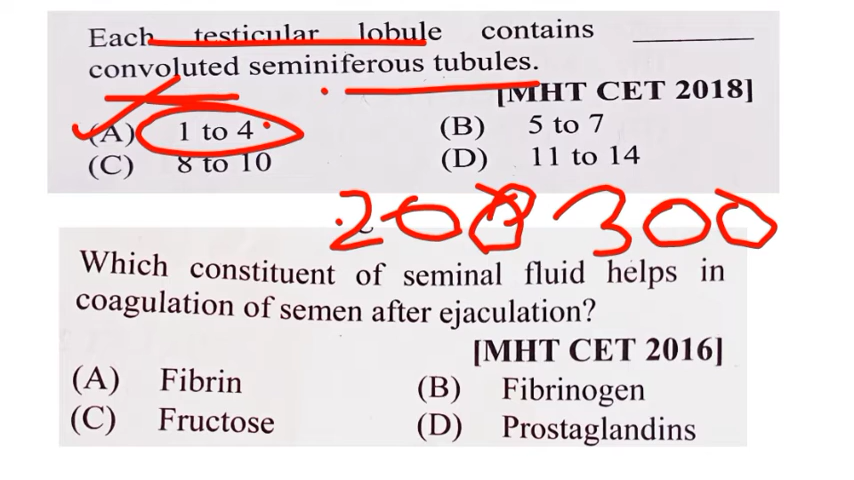 Each testicular lobule contains ________
convoluted seminiferous tubules.
[MHT CET 2018]
(A) 1 to 4 (B) 5 to 7
(C) 8 to 10 (D) 11 to 14
200 300
Which constituent of seminal fluid helps in
coagulation of semen after ejaculation?
[MHT CET 2016]
(A) Fibrin (B) Fibrinogen
(C) Fructose (D) Prostaglandins